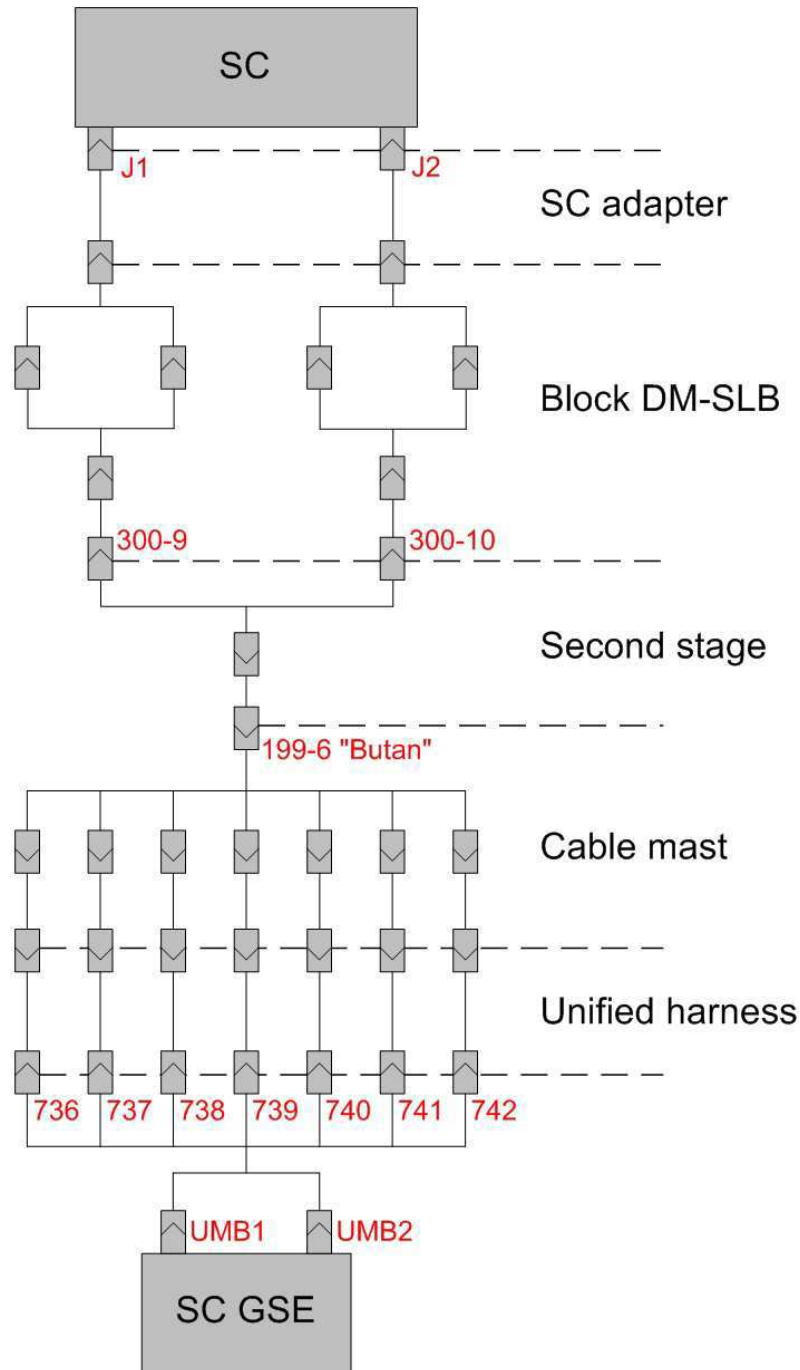 SC
J1
J2
SC adapter
Block DM-SLB
300-9
300-10
Second stage
199-6 "Butan"
Cable mast
Unified harness
736
737
738
739
740
741
742
UMB1
UMB2
SC GSE